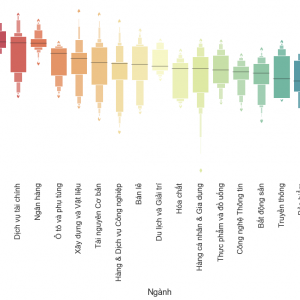 Dịch vụ tài chính
Ngân hàng
Ô tô và phụ tùng
Xây dựng và Vật liệu
Tài nguyên Cơ bản
Hàng & Dịch vụ Công nghiệp
Bán lẻ
Du lịch và Giải trí
Hóa chất
Hàng cá nhân & Gia dụng
Thực phẩm và đồ uống
Công nghệ Thông tin
Bất động sản
Truyền thông
Ngành